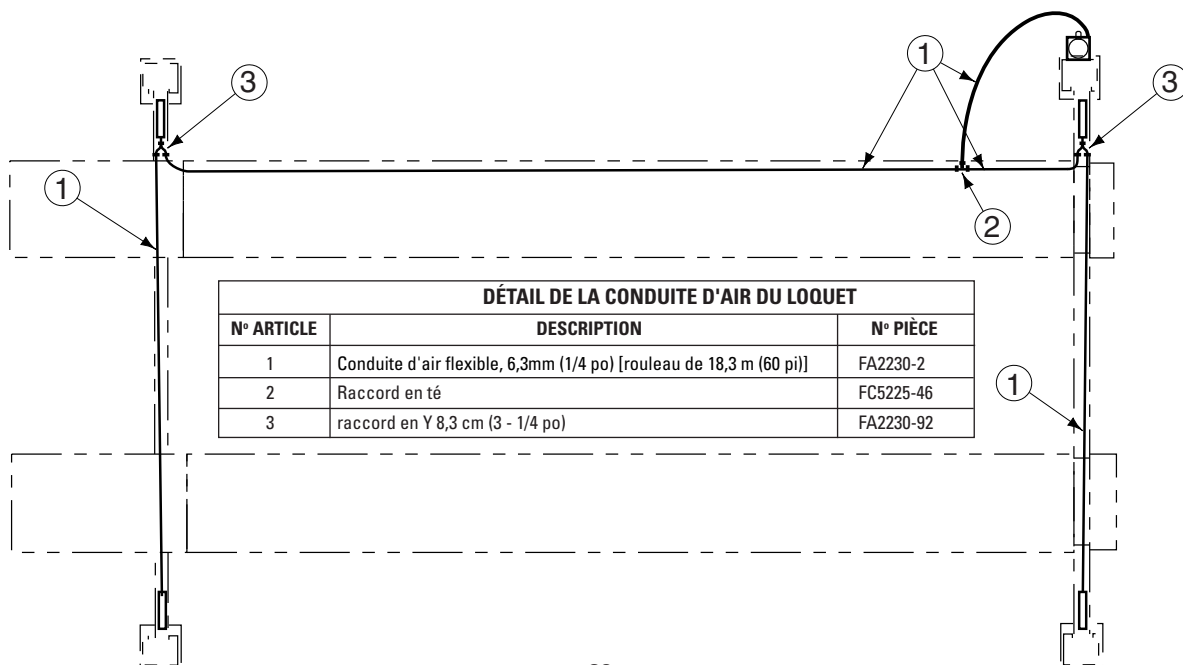 1
3
3
1
2
DÉTAIL DE LA CONDUITE D'AIR DU LOQUET
Nº ARTICLE DESCRIPTION Nº PIÈCE
1 Conduite d'air flexible, 6,3mm (1/4 po) [rouleau de 18,3 m (60 pi)] FA2230-2
2 Raccord en té FC5225-46
3 raccord en Y 8,3 cm (3 - 1/4 po) FA2230-92
1